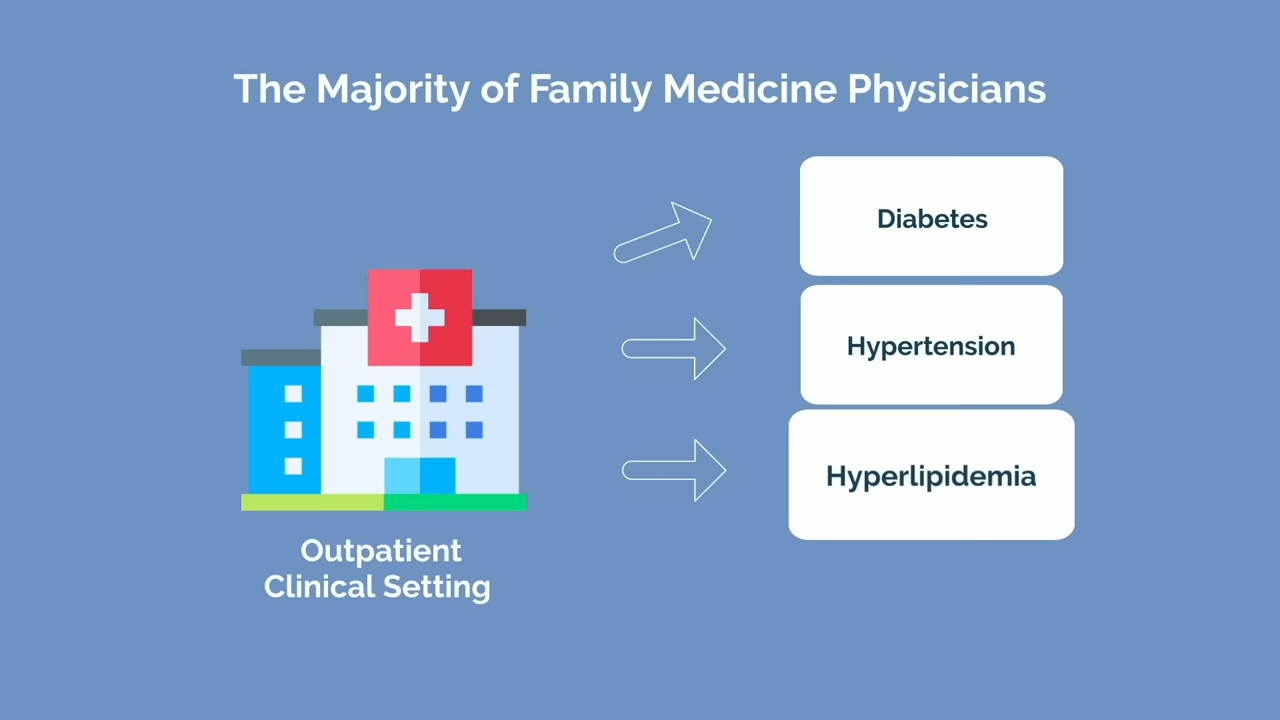 The Majority of Family Medicine Physicians
Diabetes
Hypertension
Hyperlipidemia
Outpatient
Clinical Setting